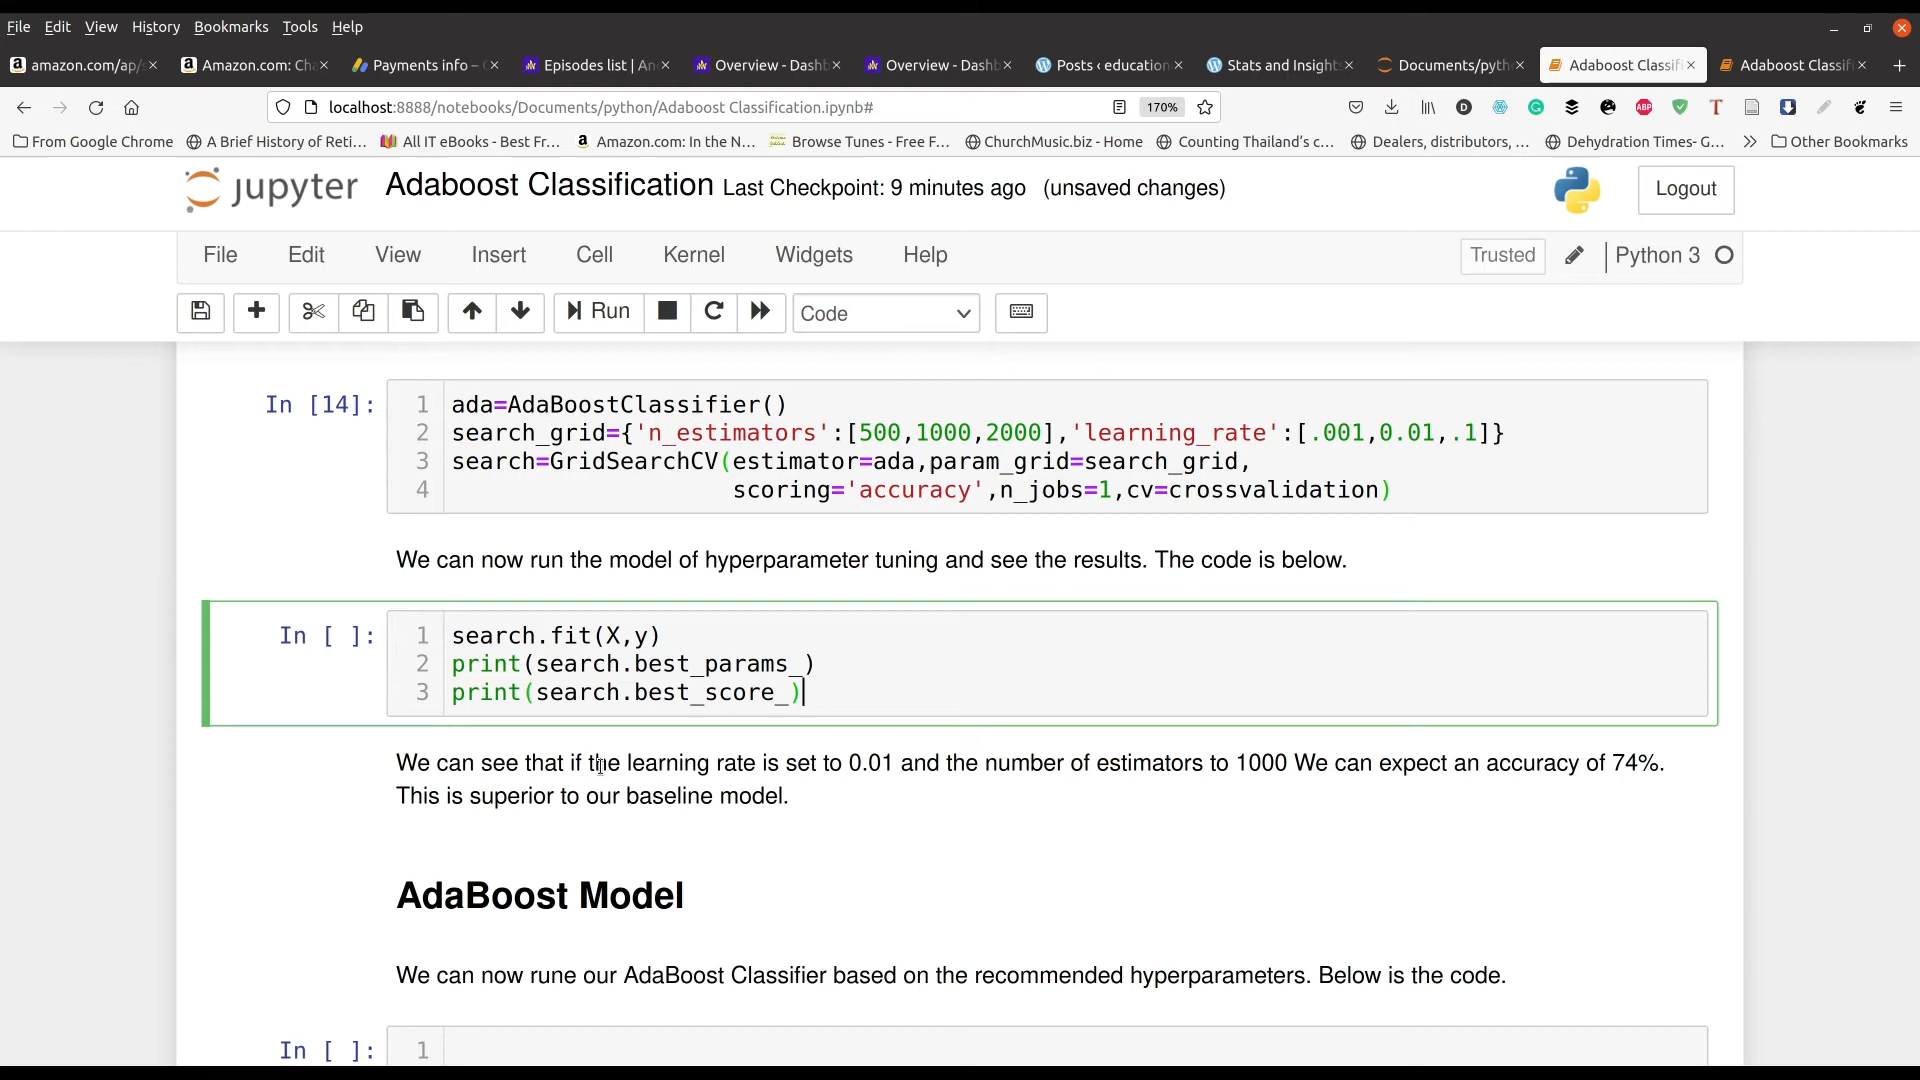 File Edit View History Bookmarks Tools Help
amazon.com/ap/ Amazon.com: Ch Payments info – Episodes list | An Overview - Dash Overview - Dash Posts ‹ education Stats and Insight Documents/pyth Adaboost Classif Adaboost Classif
localhost:8888/notebooks/Documents/python/Adaboost Classification.ipynb# 170%
From Google Chrome A Brief History of Reti... All IT eBooks - Best Fr... Amazon.com: In the N... Browse Tunes - Free F... ChurchMusic.biz - Home Counting Thailand's c... Dealers, distributors, ... Dehydration Times- G... Other Bookmarks
jupyter Adaboost Classification Last Checkpoint: 9 minutes ago (unsaved changes) Logout
File Edit View Insert Cell Kernel Widgets Help Trusted Python 3
Run Code
In [14]: 1 ada=AdaBoostClassifier()
2 search_grid={'n_estimators':[500,1000,2000],'learning_rate':[.001,0.01,.1]}
3 search=GridSearchCV(estimator=ada,param_grid=search_grid,
4 scoring='accuracy',n_jobs=1,cv=crossvalidation)
We can now run the model of hyperparameter tuning and see the results. The code is below.
In [ ]: 1 search.fit(X,y)
2 print(search.best_params_)
3 print(search.best_score_)
We can see that if the learning rate is set to 0.01 and the number of estimators to 1000 We can expect an accuracy of 74%.
This is superior to our baseline model.
AdaBoost Model
We can now rune our AdaBoost Classifier based on the recommended hyperparameters. Below is the code.
In [ ]: 1